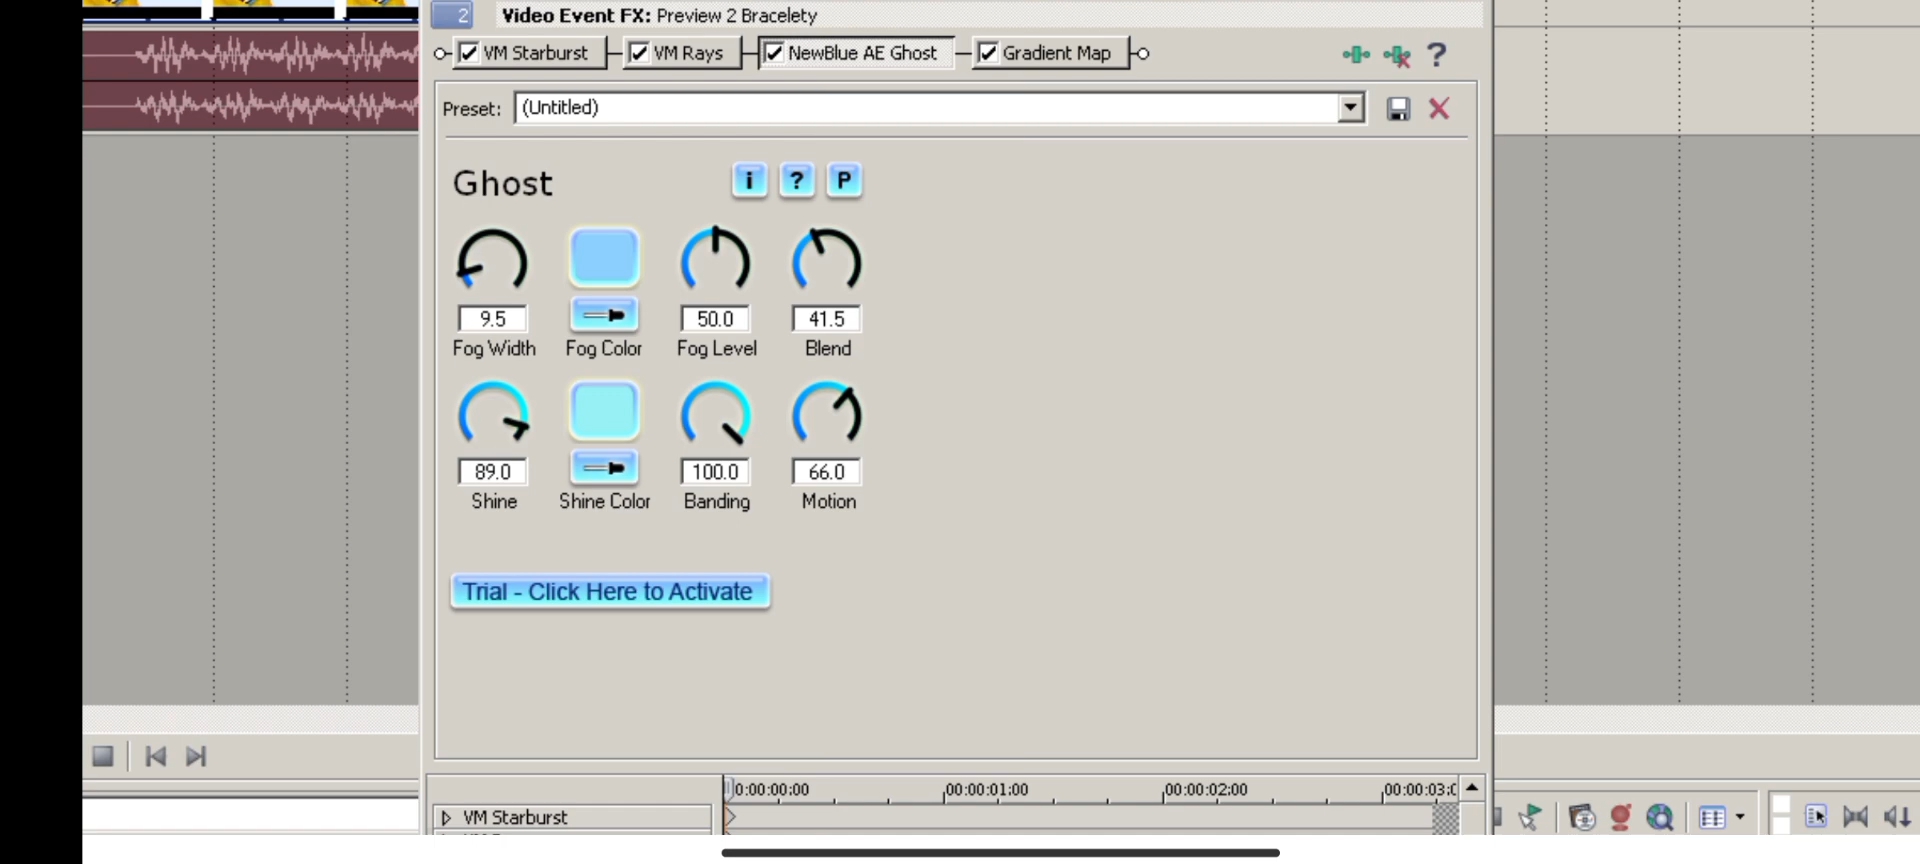 2 Video Event FX: Preview 2 Bracelety
VM Starburst VM Rays NewBlue AE Ghost Gradient Map ?
Preset: (Untitled)
Ghost i ? P
9.5 50.0 41.5
Fog Width Fog Color Fog Level Blend
89.0 100.0 66.0
Shine Shine Color Banding Motion
Trial - Click Here to Activate
0:00:00:00 00:00:01:00 00:00:02:00 00:00:03:
VM Starburst